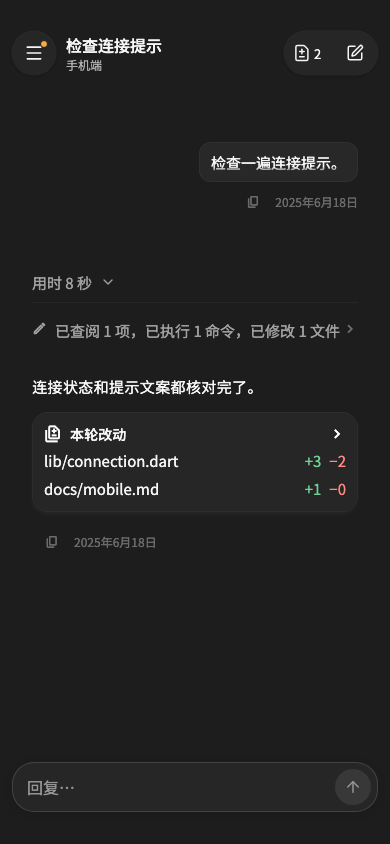 检查连接提示
手机端
2
检查一遍连接提示。
2025年6月18日
用时 8 秒
已查阅 1 项，已执行 1 命令，已修改 1 文件
连接状态和提示文案都核对完了。
本轮改动
lib/connection.dart +3 −2
docs/mobile.md +1 −0
2025年6月18日
回复…